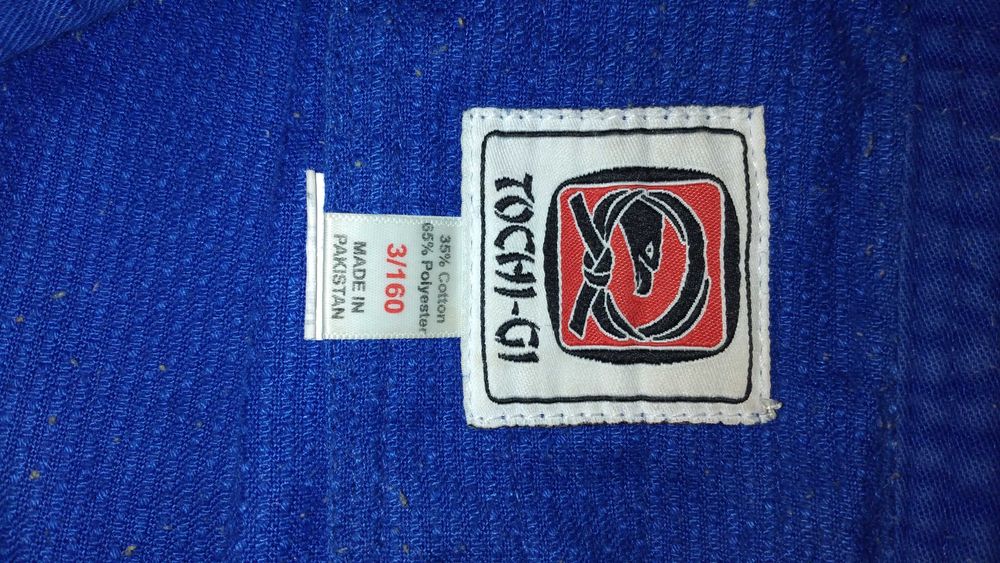 TOCHI-GI
35% Cotton
65% Polyester
3/160
MADE IN
PAKISTAN